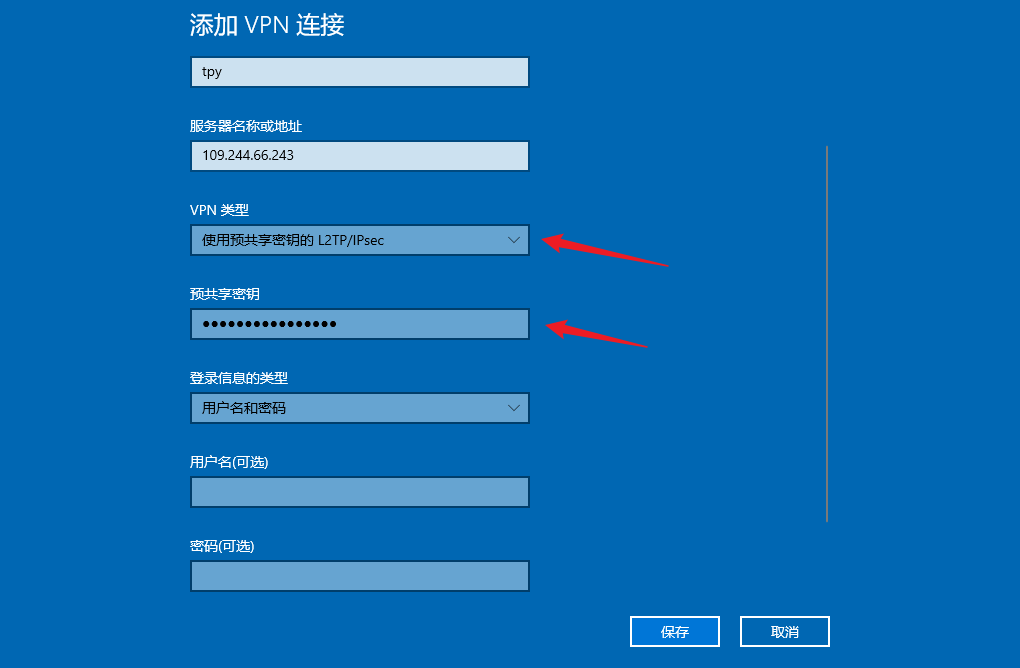 添加 VPN 连接
tpy
服务器名称或地址
109.244.66.243
VPN 类型
使用预共享密钥的 L2TP/IPsec
预共享密钥
●●●●●●●●●●●●●●●●
登录信息的类型
用户名和密码
用户名(可选)
密码(可选)
保存 取消